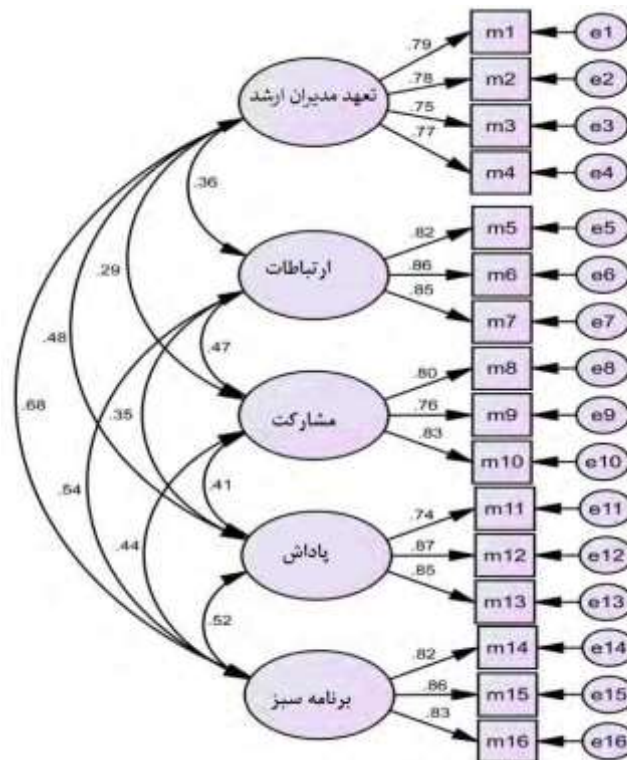 تعهد مدیران ارشد
.79
m1
e1
.78
m2
e2
.75
m3
e3
.77
m4
e4
.36
ارتباطات
.82
m5
e5
.86
m6
e6
.85
m7
e7
.29
.47
مشارکت
.80
m8
e8
.76
m9
e9
.83
m10
e10
.48
.35
.68
.41
پاداش
.74
m11
e11
.87
m12
e12
.85
m13
e13
.54
.44
.52
برنامه سبز
.82
m14
e14
.86
m15
e15
.83
m16
e16